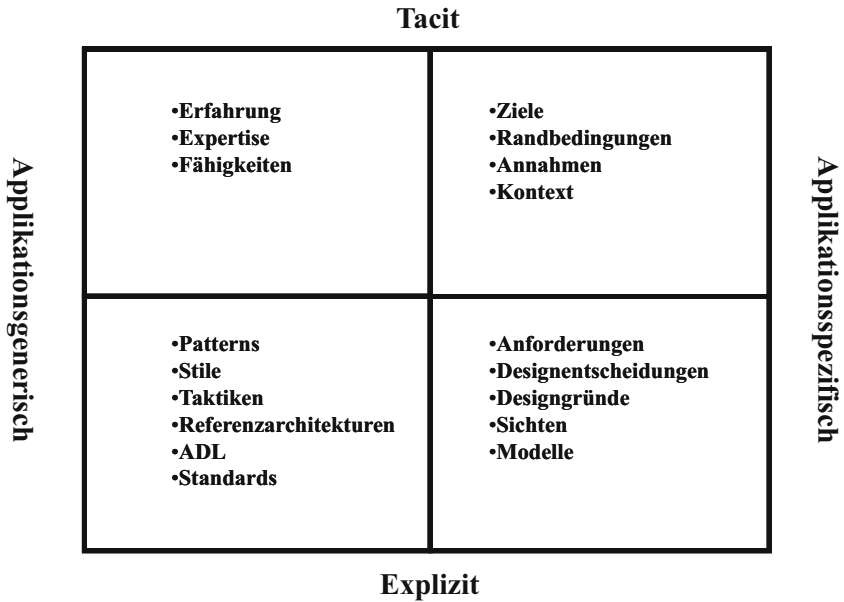 Tacit
Applikationsgenerisch
•Erfahrung
•Expertise
•Fähigkeiten
•Ziele
•Randbedingungen
•Annahmen
•Kontext
Applikationsspezifisch
•Patterns
•Stile
•Taktiken
•Referenzarchitekturen
•ADL
•Standards
•Anforderungen
•Designentscheidungen
•Designgründe
•Sichten
•Modelle
Explizit